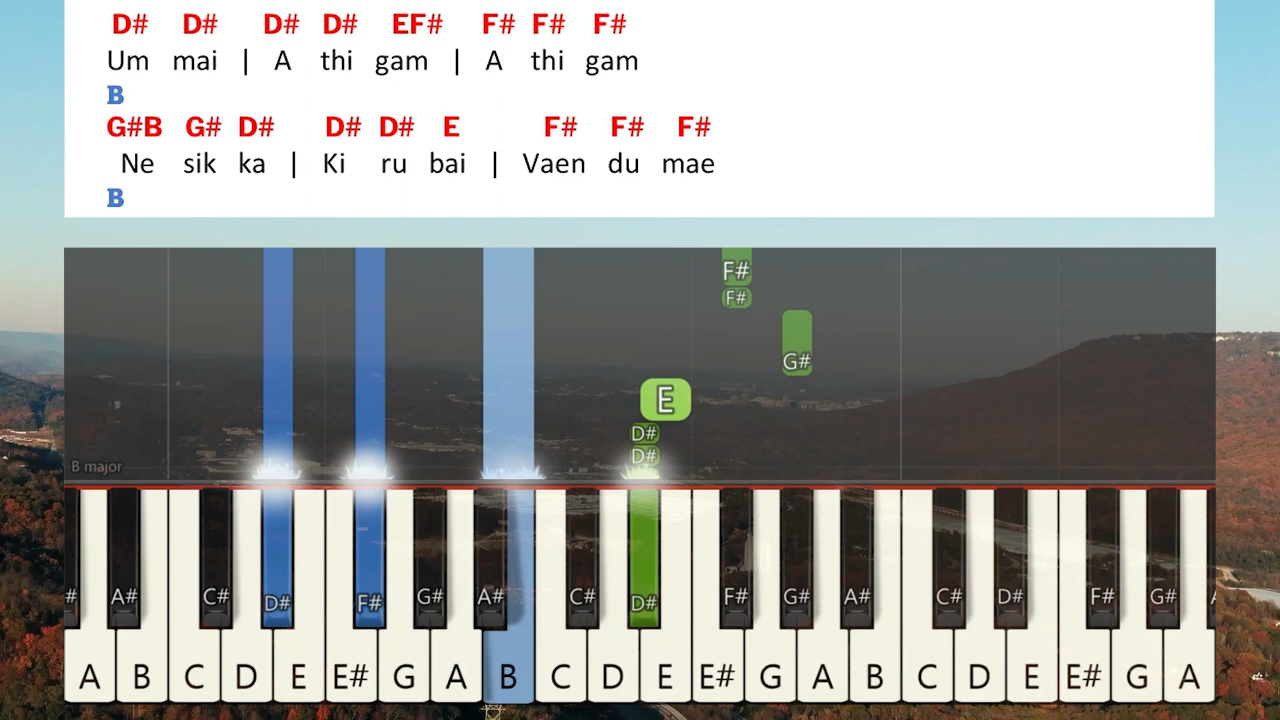 D# D# D# D# EF# F# F# F#
Um mai | A thi gam | A thi gam
B
G#B G# D# D# D# E F# F# F#
Ne sik ka | Ki ru bai | Vaen du mae
B
F#
F#
G#
E
D#
D#
B major
# A# C# D# F# G# A# C# D# F# G# A# C# D# F# G# A
A B C D E E# G A B C D E E# G A B C D E E# G A